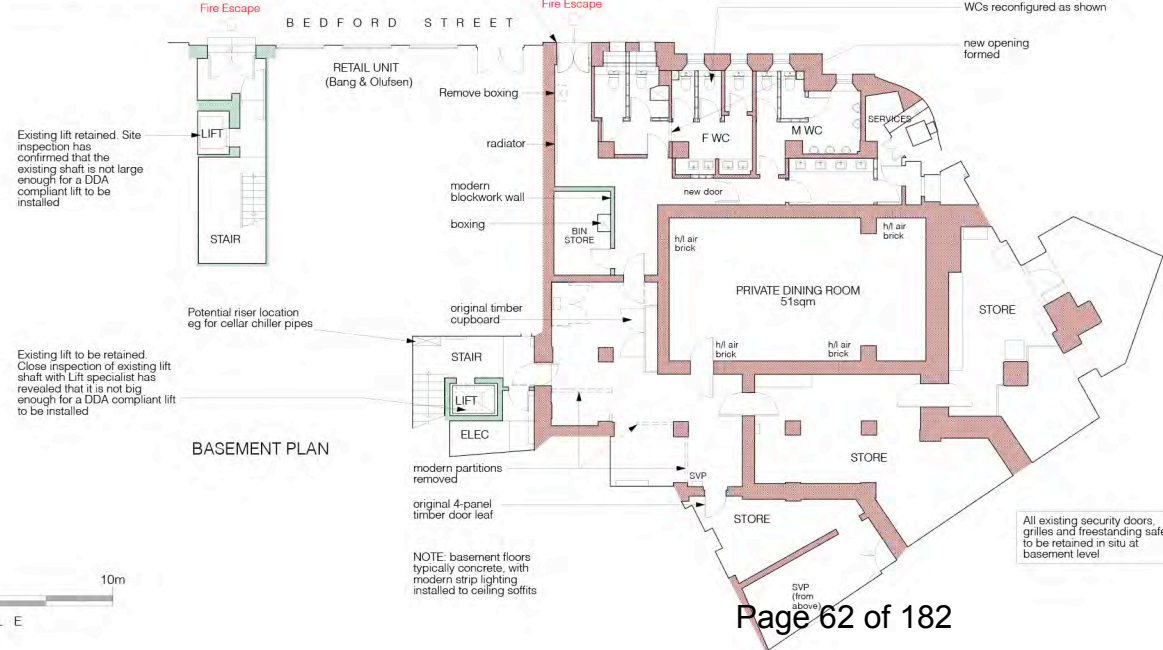 Fire Escape
Fire Escape
BEDFORD STREET
WCs reconfigured as shown
new opening
formed
RETAIL UNIT
(Bang & Olufsen)
Remove boxing
radiator
Existing lift retained. Site
inspection has
confirmed that the
existing shaft is not large
enough for a DDA
compliant lift to be
installed
LIFT
STAIR
F WC
M WC
SERVICES
modern
blockwork wall
boxing
BIN
STORE
new door
h/l air
brick
h/l air
brick
PRIVATE DINING ROOM
51sqm
h/l air
brick
h/l air
brick
STORE
original timber
cupboard
Potential riser location
eg for cellar chiller pipes
STAIR
LIFT
ELEC
Existing lift to be retained.
Close inspection of existing lift
shaft with Lift specialist has
revealed that it is not big
enough for a DDA compliant lift
to be installed
BASEMENT PLAN
modern partitions
removed
original 4-panel
timber door leaf
SVP
STORE
STORE
NOTE: basement floors
typically concrete, with
modern strip lighting
installed to ceiling soffits
All existing security doors,
grilles and freestanding safe
to be retained in situ at
basement level
SVP
(from
above)
10m
L E
Page 62 of 182